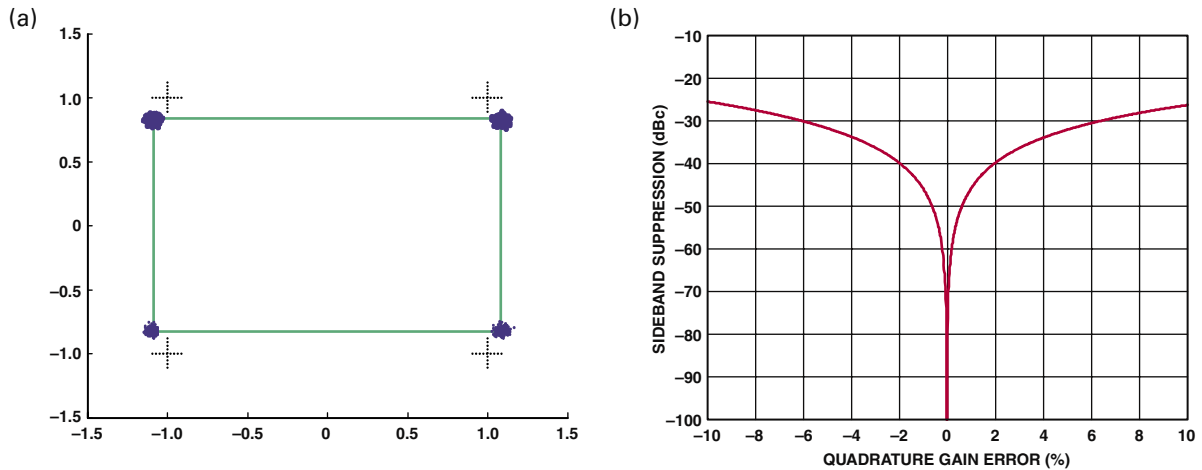 (a)
1.5
1.0
0.5
0
−0.5
−1.0
−1.5
−1.5 −1.0 −0.5 0 0.5 1.0 1.5
(b)
SIDEBAND SUPPRESSION (dBc)
−10
−20
−30
−40
−50
−60
−70
−80
−90
−100
−10 −8 −6 −4 −2 0 2 4 6 8 10
QUADRATURE GAIN ERROR (%)